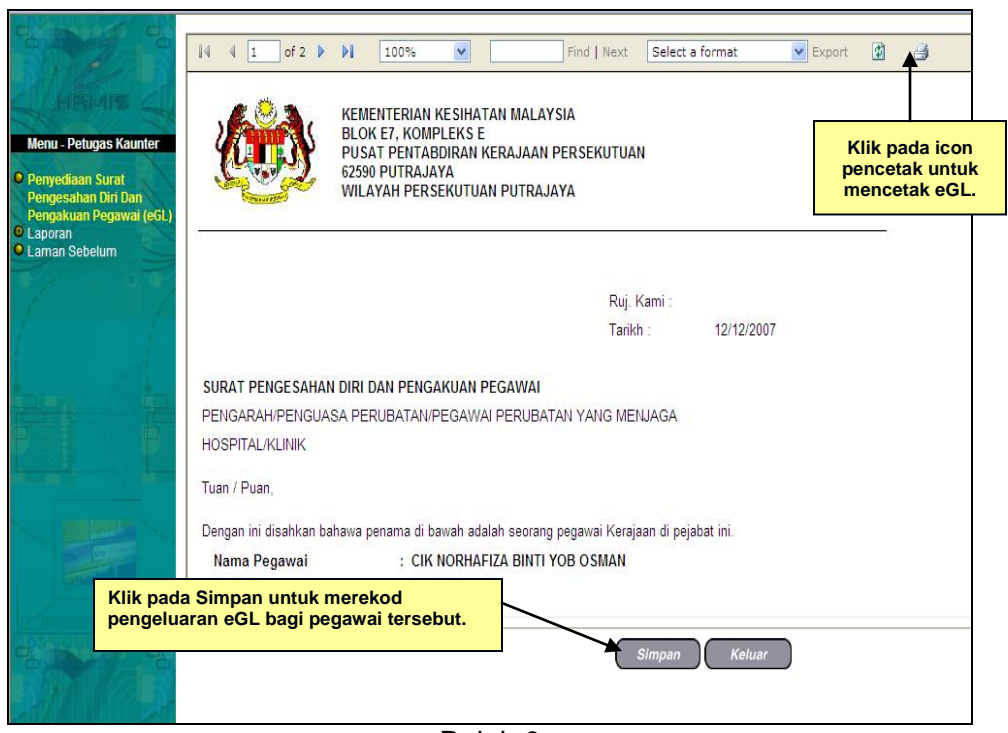 1 of 2 100% Find | Next Select a format Export
HRMIS
Menu - Petugas Kaunter
Penyediaan Surat
Pengesahan Diri Dan
Pengakuan Pegawai (eGL)
Laporan
Laman Sebelum
KEMENTERIAN KESIHATAN MALAYSIA
BLOK E7, KOMPLEKS E
PUSAT PENTABDIRAN KERAJAAN PERSEKUTUAN
62590 PUTRAJAYA
WILAYAH PERSEKUTUAN PUTRAJAYA
Klik pada icon
pencetak untuk
mencetak eGL.
Ruj. Kami :
Tarikh : 12/12/2007
SURAT PENGESAHAN DIRI DAN PENGAKUAN PEGAWAI
PENGARAH/PENGUASA PERUBATAN/PEGAWAI PERUBATAN YANG MENJAGA
HOSPITAL/KLINIK
Tuan / Puan,
Dengan ini disahkan bahawa penama di bawah adalah seorang pegawai Kerajaan di pejabat ini.
Nama Pegawai : CIK NORHAFIZA BINTI YOB OSMAN
Klik pada Simpan untuk merekod
pengeluaran eGL bagi pegawai tersebut.
Simpan Keluar